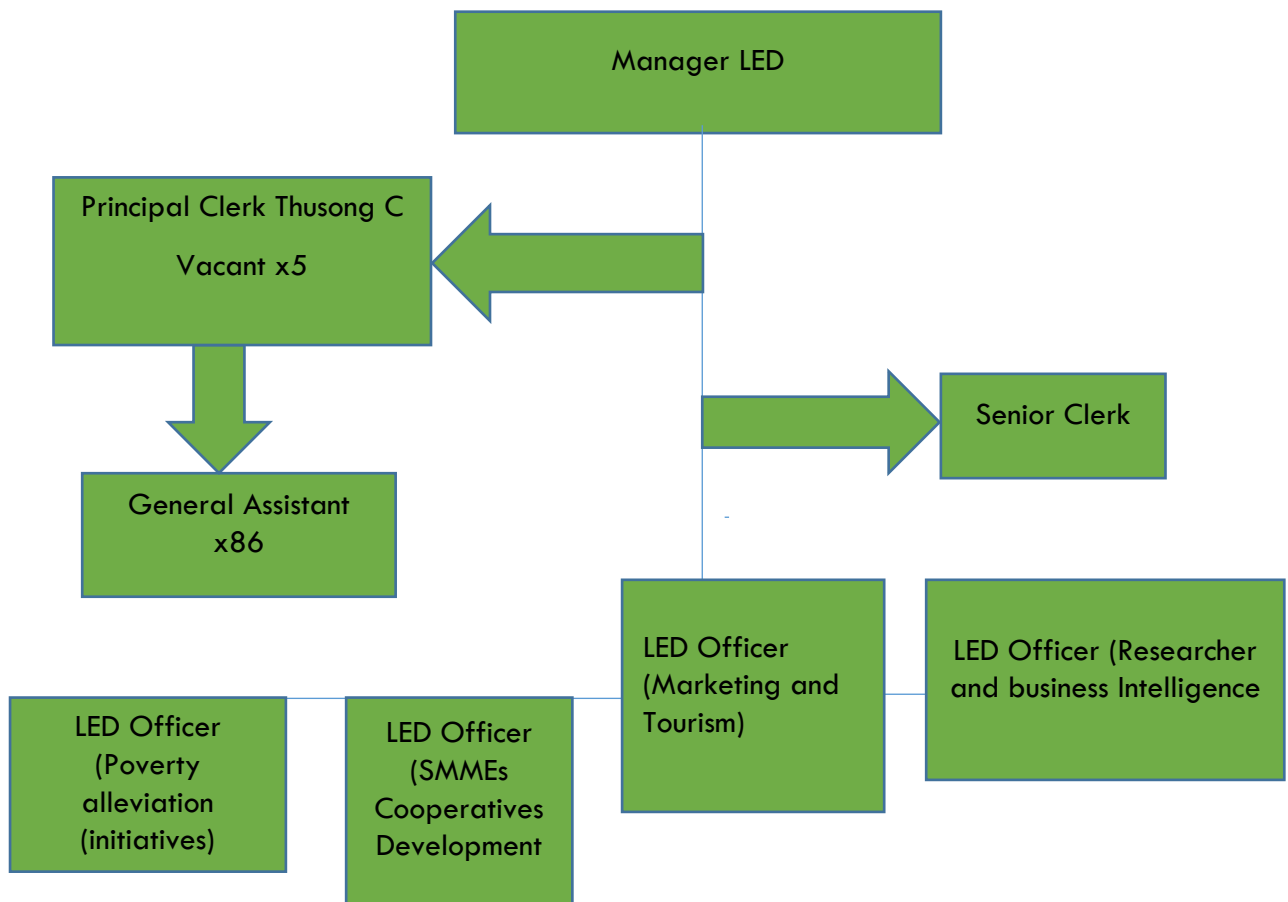 Manager LED
Principal Clerk Thusong C
Vacant x5
Senior Clerk
General Assistant
x86
LED Officer
(Marketing and
Tourism)
LED Officer (Researcher
and business Intelligence
LED Officer
(Poverty
alleviation
(initiatives)
LED Officer
(SMMEs
Cooperatives
Development